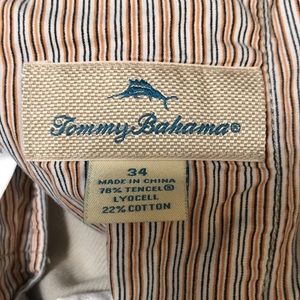 Tommy Bahama®
34
MADE IN CHINA
78% TENCEL®
LYOCELL
22% COTTON